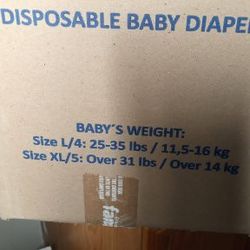 DISPOSABLE BABY DIAPE
BABY´S WEIGHT:
Size L/4: 25-35 lbs / 11,5-16 kg
Size XL/5: Over 31 lbs / Over 14 kg